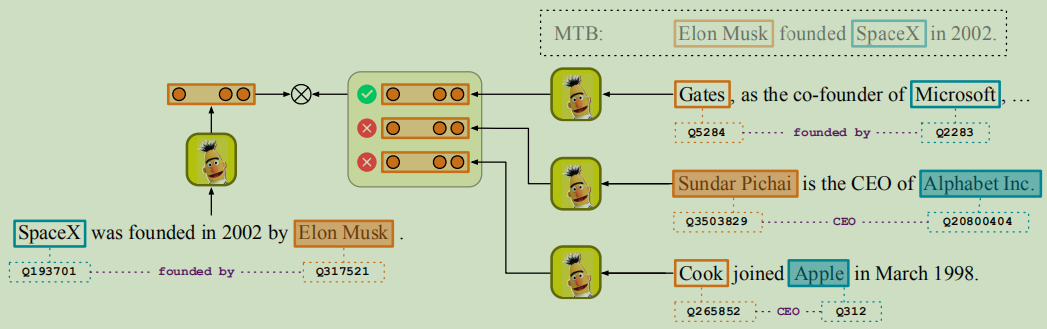 MTB: Elon Musk founded SpaceX in 2002.
Gates, as the co-founder of Microsoft, ...
Q5284 founded by Q2283
Sundar Pichai is the CEO of Alphabet Inc.
Q3503829 CEO Q20800404
SpaceX was founded in 2002 by Elon Musk.
Q193701 founded by Q317521
Cook joined Apple in March 1998.
Q265852 CEO Q312